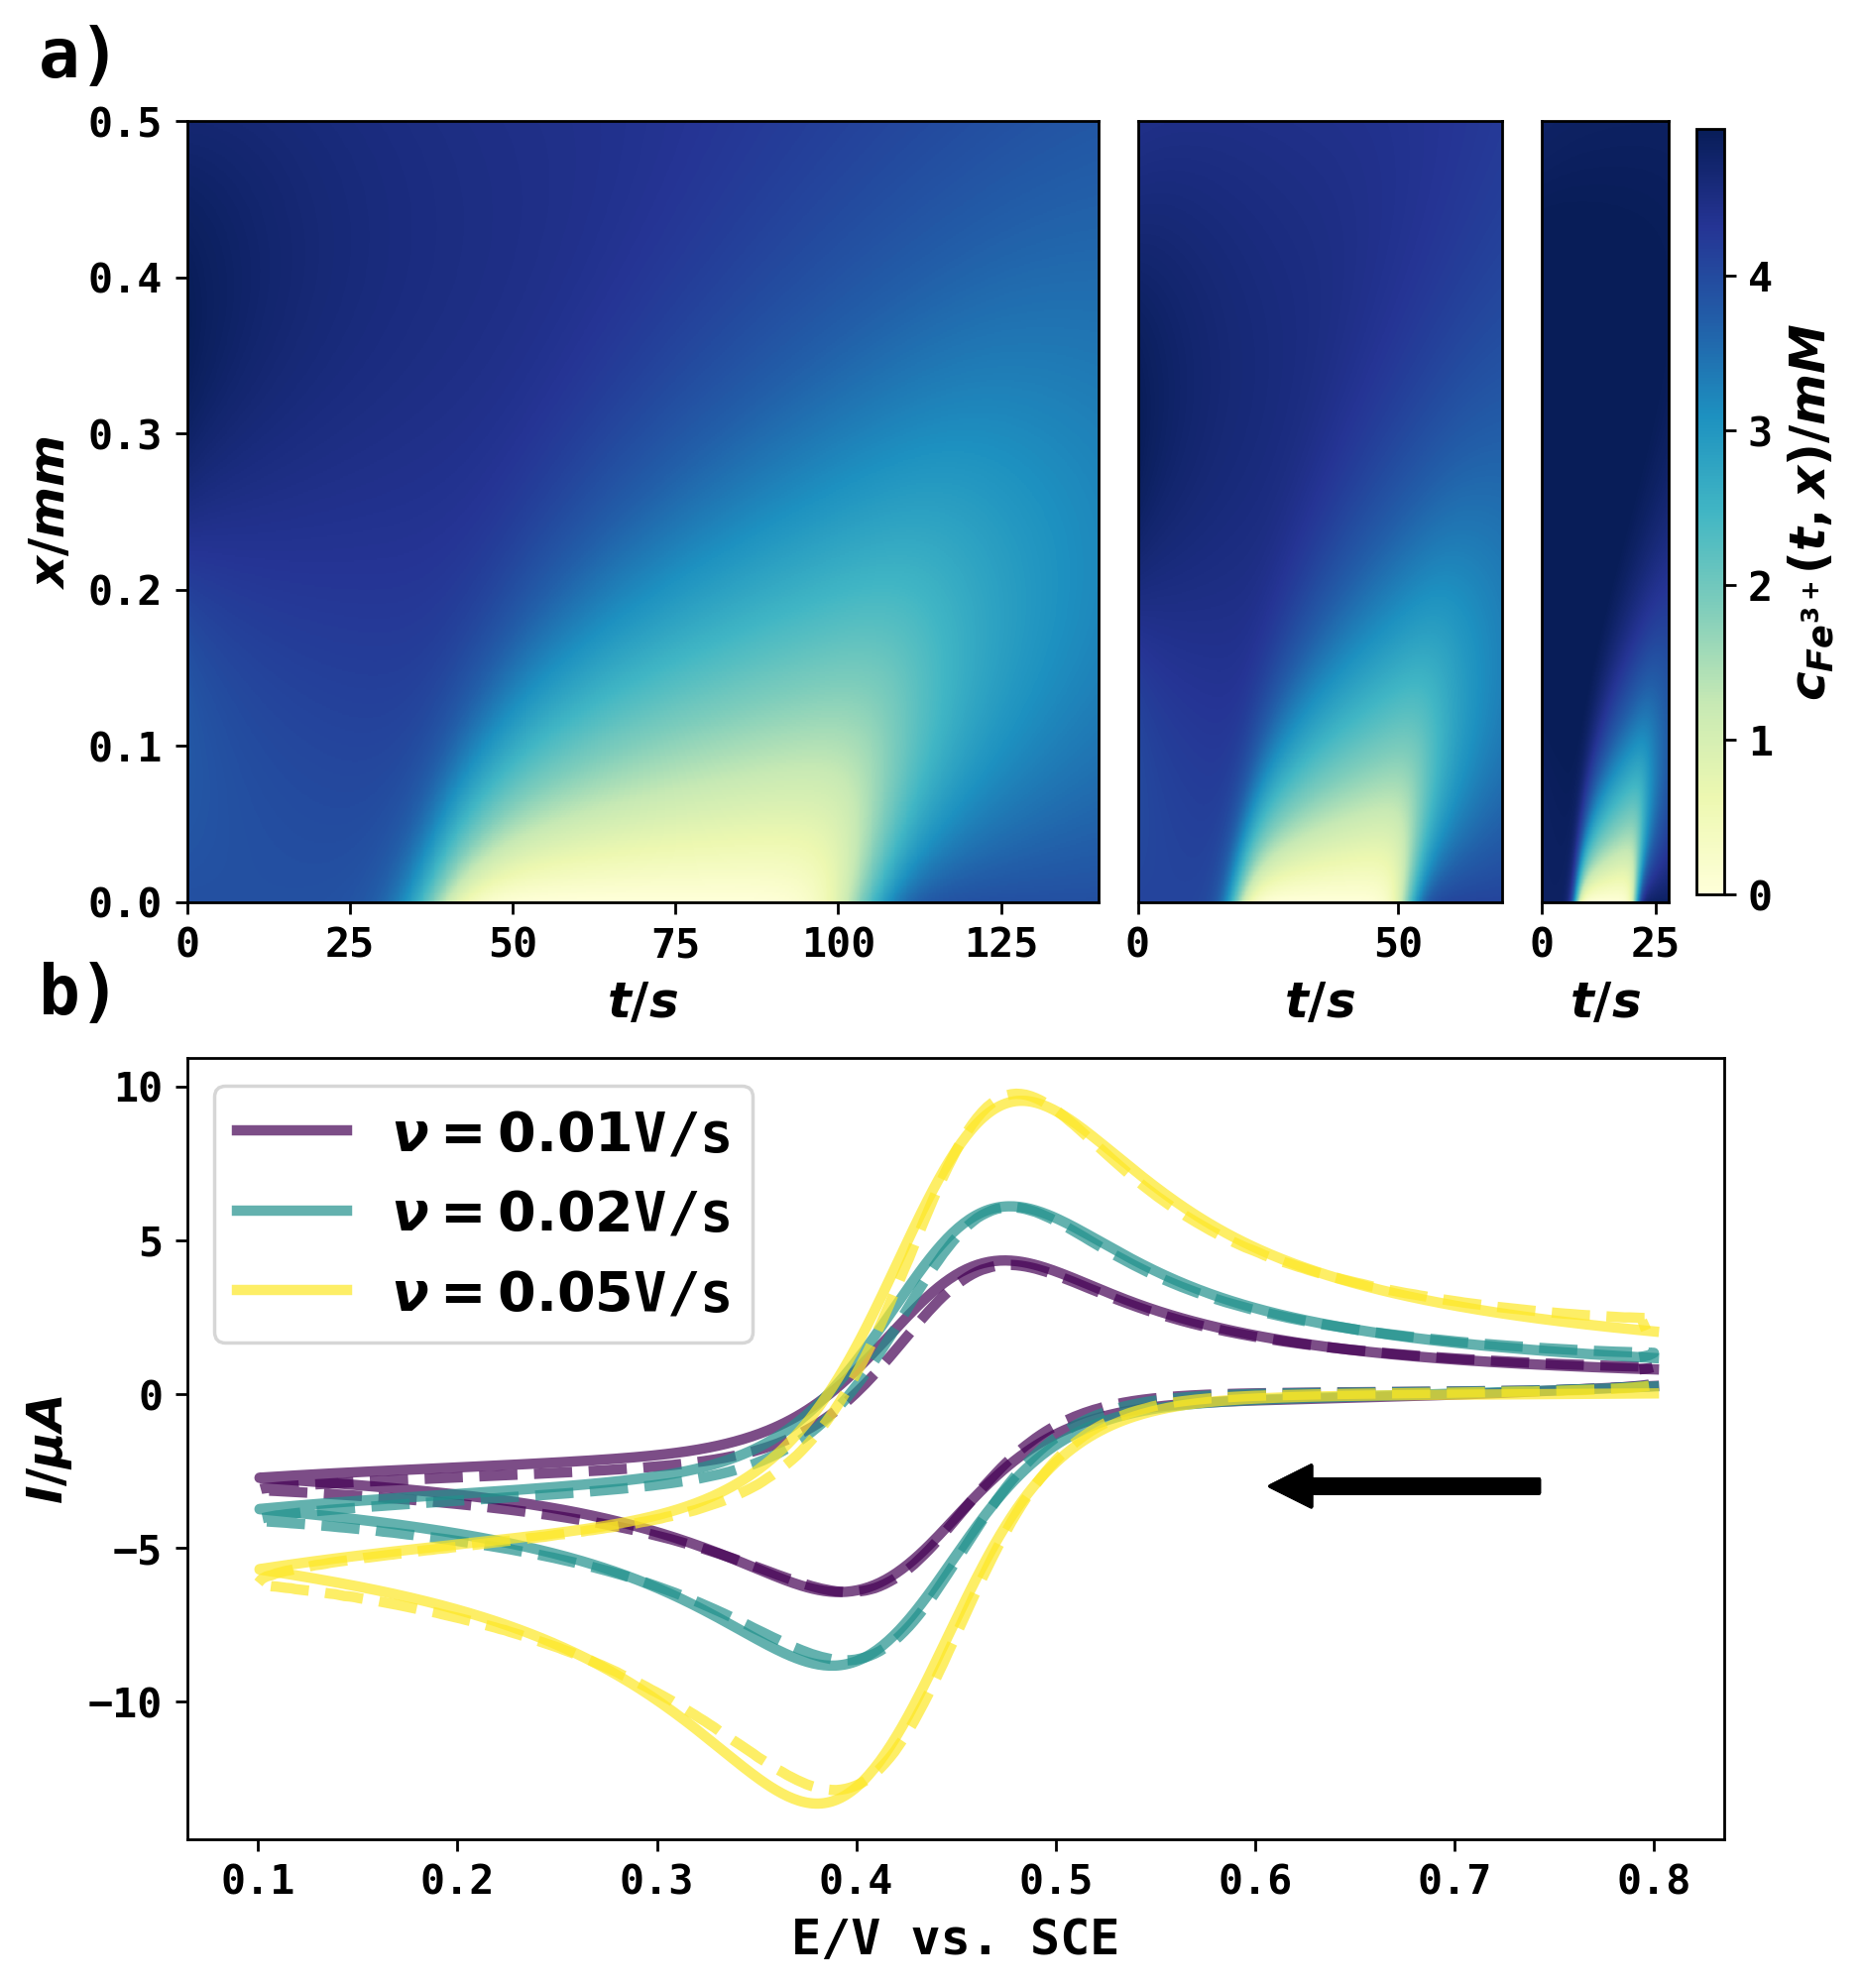 a)
0.5
0.4
0.3
0.2
0.1
0.0
x/mm
0 25 50 75 100 125
0 50
0 25
t/s t/s t/s
4
3
2
1
0
c_{Fe^{3+}}(t, x)/mM
b)
10
5
0
−5
−10
I/μA
ν = 0.01V/s
ν = 0.02V/s
ν = 0.05V/s
0.1 0.2 0.3 0.4 0.5 0.6 0.7 0.8
E/V vs. SCE